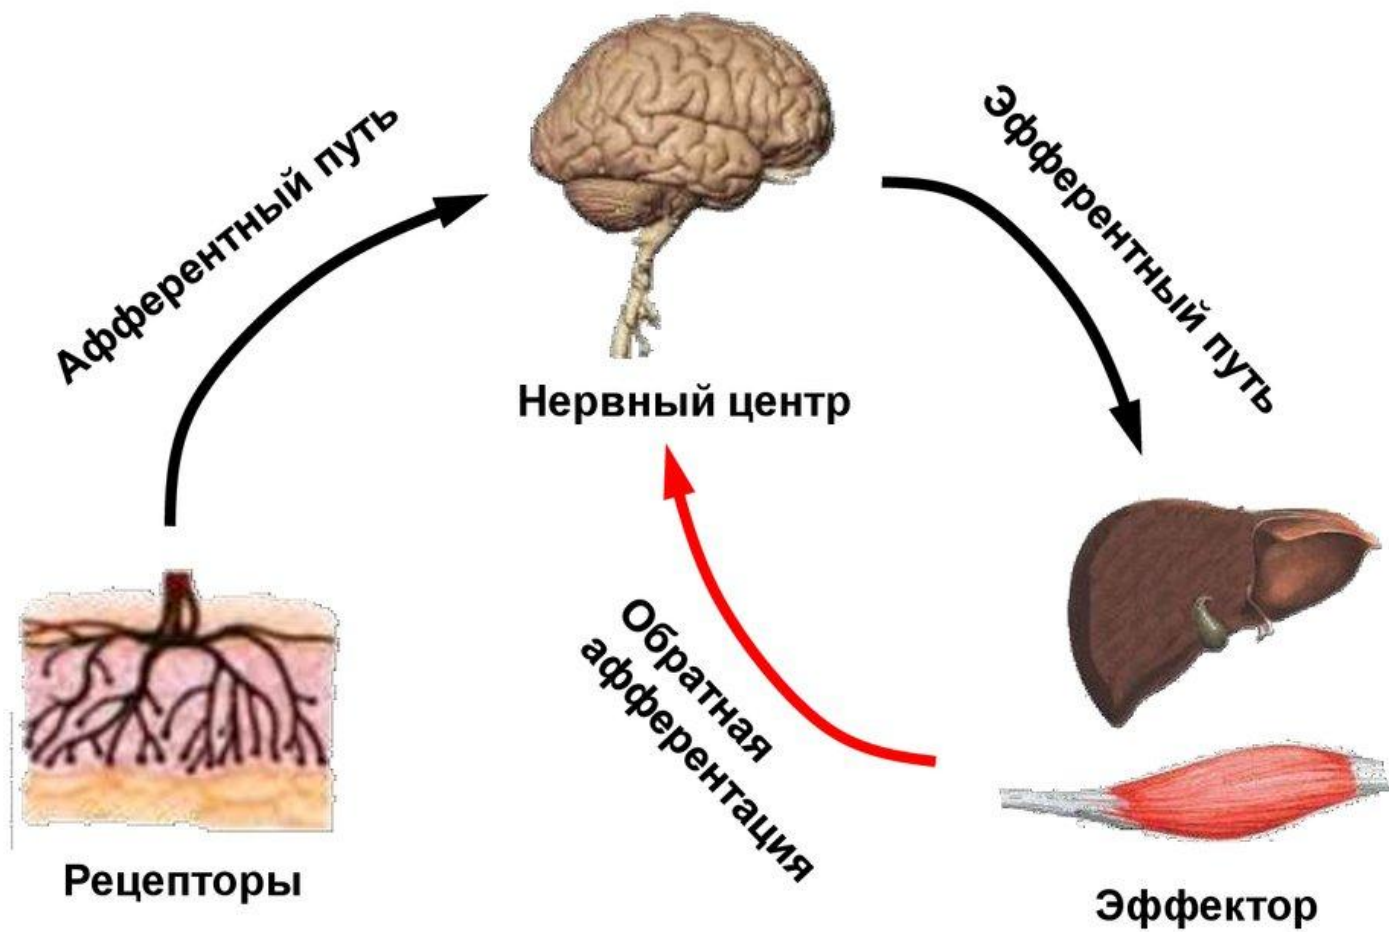 Афферентный путь
Эфферентный путь
Нервный центр
Обратная
афферентация
Рецепторы
Эффектор